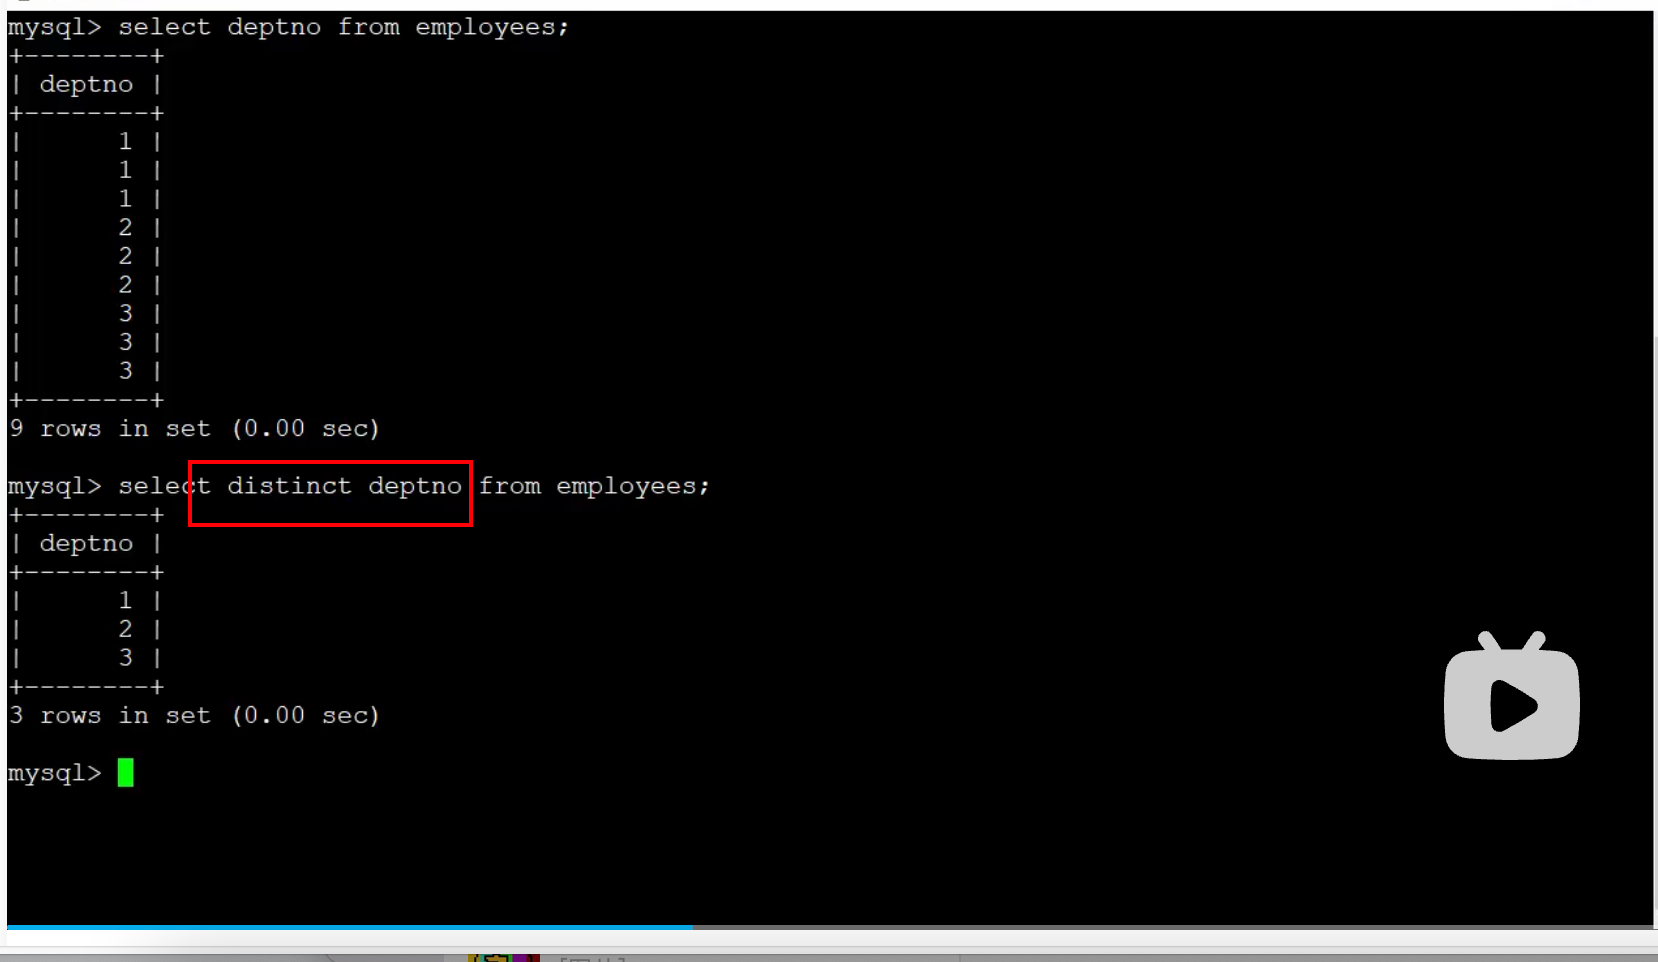 mysql> select deptno from employees;
+--------+
| deptno |
+--------+
|      1 |
|      1 |
|      1 |
|      2 |
|      2 |
|      2 |
|      3 |
|      3 |
|      3 |
+--------+
9 rows in set (0.00 sec)
mysql> select distinct deptno from employees;
+--------+
| deptno |
+--------+
|      1 |
|      2 |
|      3 |
+--------+
3 rows in set (0.00 sec)
mysql>